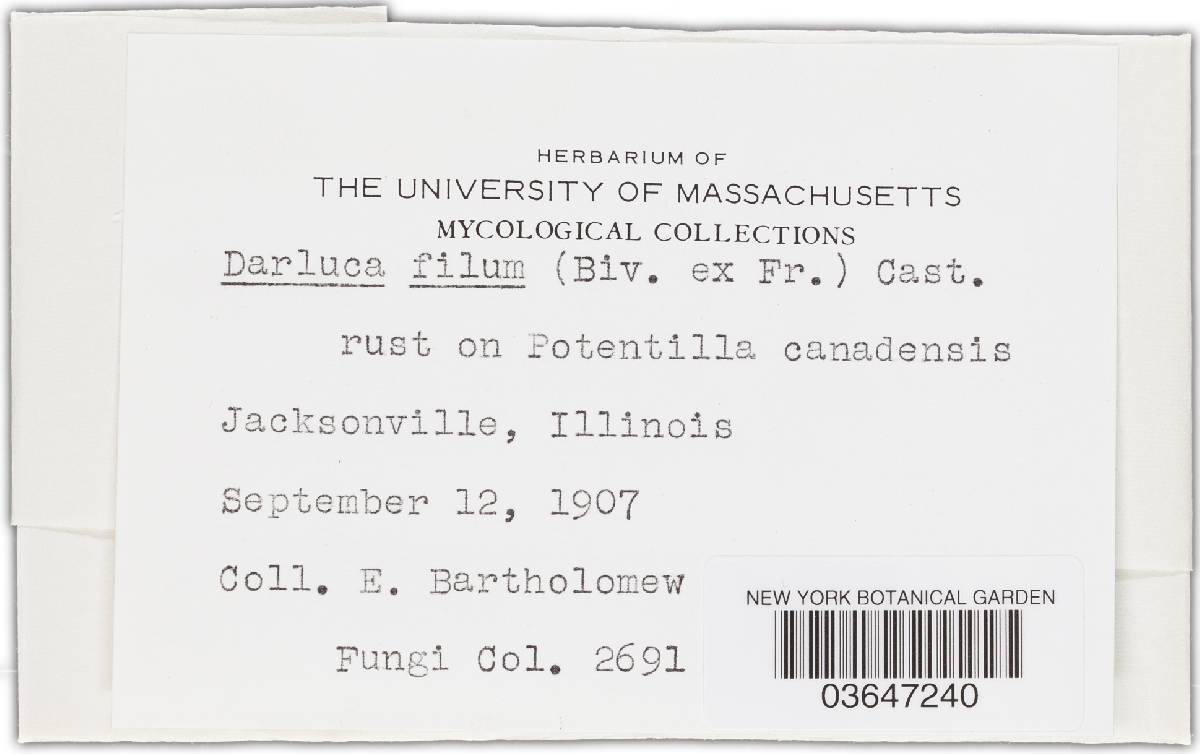 HERBARIUM OF
THE UNIVERSITY OF MASSACHUSETTS
MYCOLOGICAL COLLECTIONS
Darluca filum (Biv. ex Fr.) Cast.
rust on Potentilla canadensis
Jacksonville, Illinois
September 12, 1907
Coll. E. Bartholomew
Fungi Col. 2691
NEW YORK BOTANICAL GARDEN
03647240